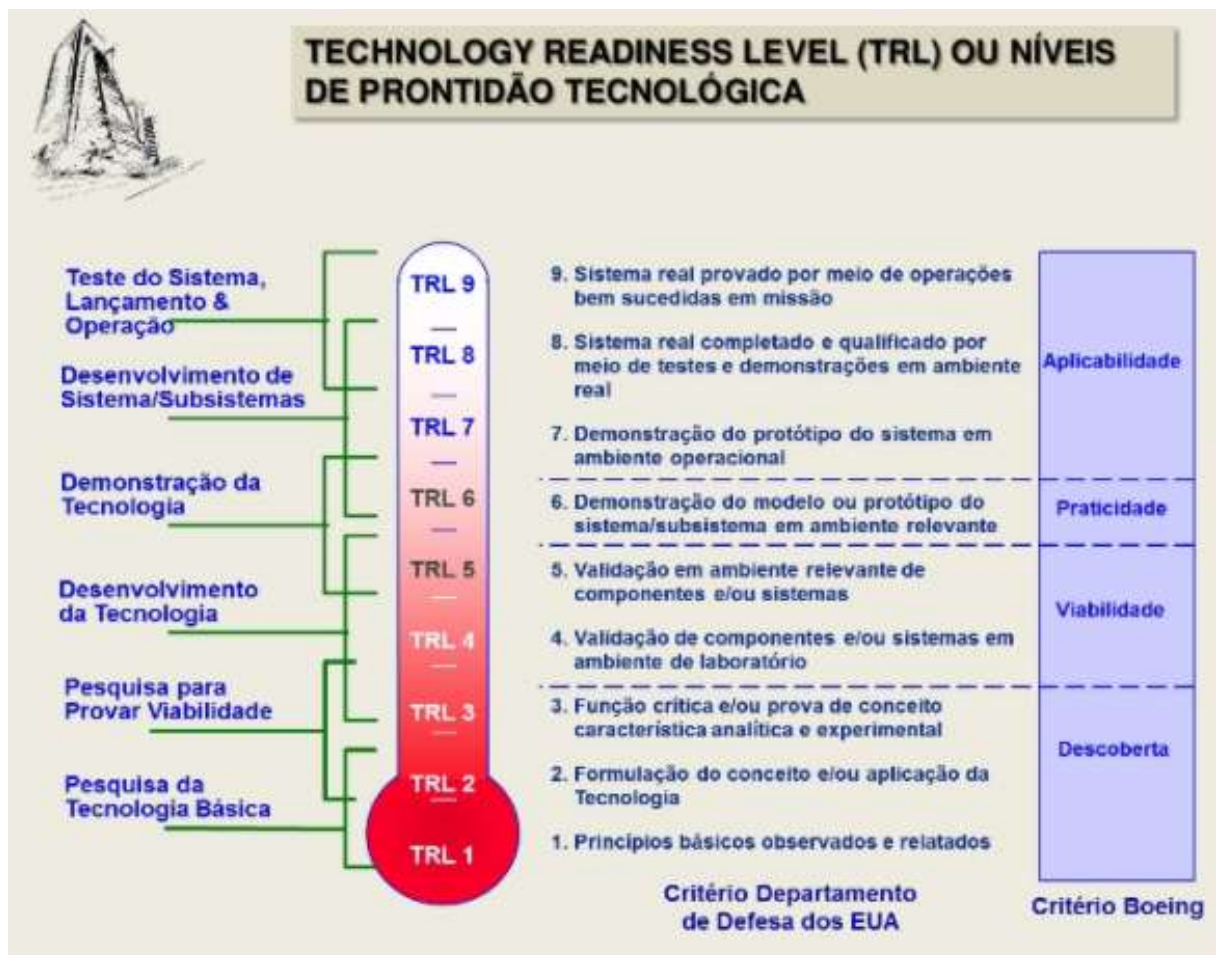 TECHNOLOGY READINESS LEVEL (TRL) OU NÍVEIS
DE PRONTIDÃO TECNOLÓGICA
Teste do Sistema,
Lançamento &
Operação
Desenvolvimento de
Sistema/Subsistemas
Demonstração da
Tecnologia
Desenvolvimento
da Tecnologia
Pesquisa para
Provar Viabilidade
Pesquisa da
Tecnologia Básica
TRL 9
TRL 8
TRL 7
TRL 6
TRL 5
TRL 4
TRL 3
TRL 2
TRL 1
9. Sistema real provado por meio de operações
bem sucedidas em missão
8. Sistema real completado e qualificado por
meio de testes e demonstrações em ambiente
real
7. Demonstração do protótipo do sistema em
ambiente operacional
6. Demonstração do modelo ou protótipo do
sistema/subsistema em ambiente relevante
5. Validação em ambiente relevante de
componentes e/ou sistemas
4. Validação de componentes e/ou sistemas em
ambiente de laboratório
3. Função crítica e/ou prova de conceito
característica analítica e experimental
2. Formulação do conceito e/ou aplicação da
Tecnologia
1. Princípios básicos observados e relatados
Critério Departamento
de Defesa dos EUA
Aplicabilidade
Praticidade
Viabilidade
Descoberta
Critério Boeing